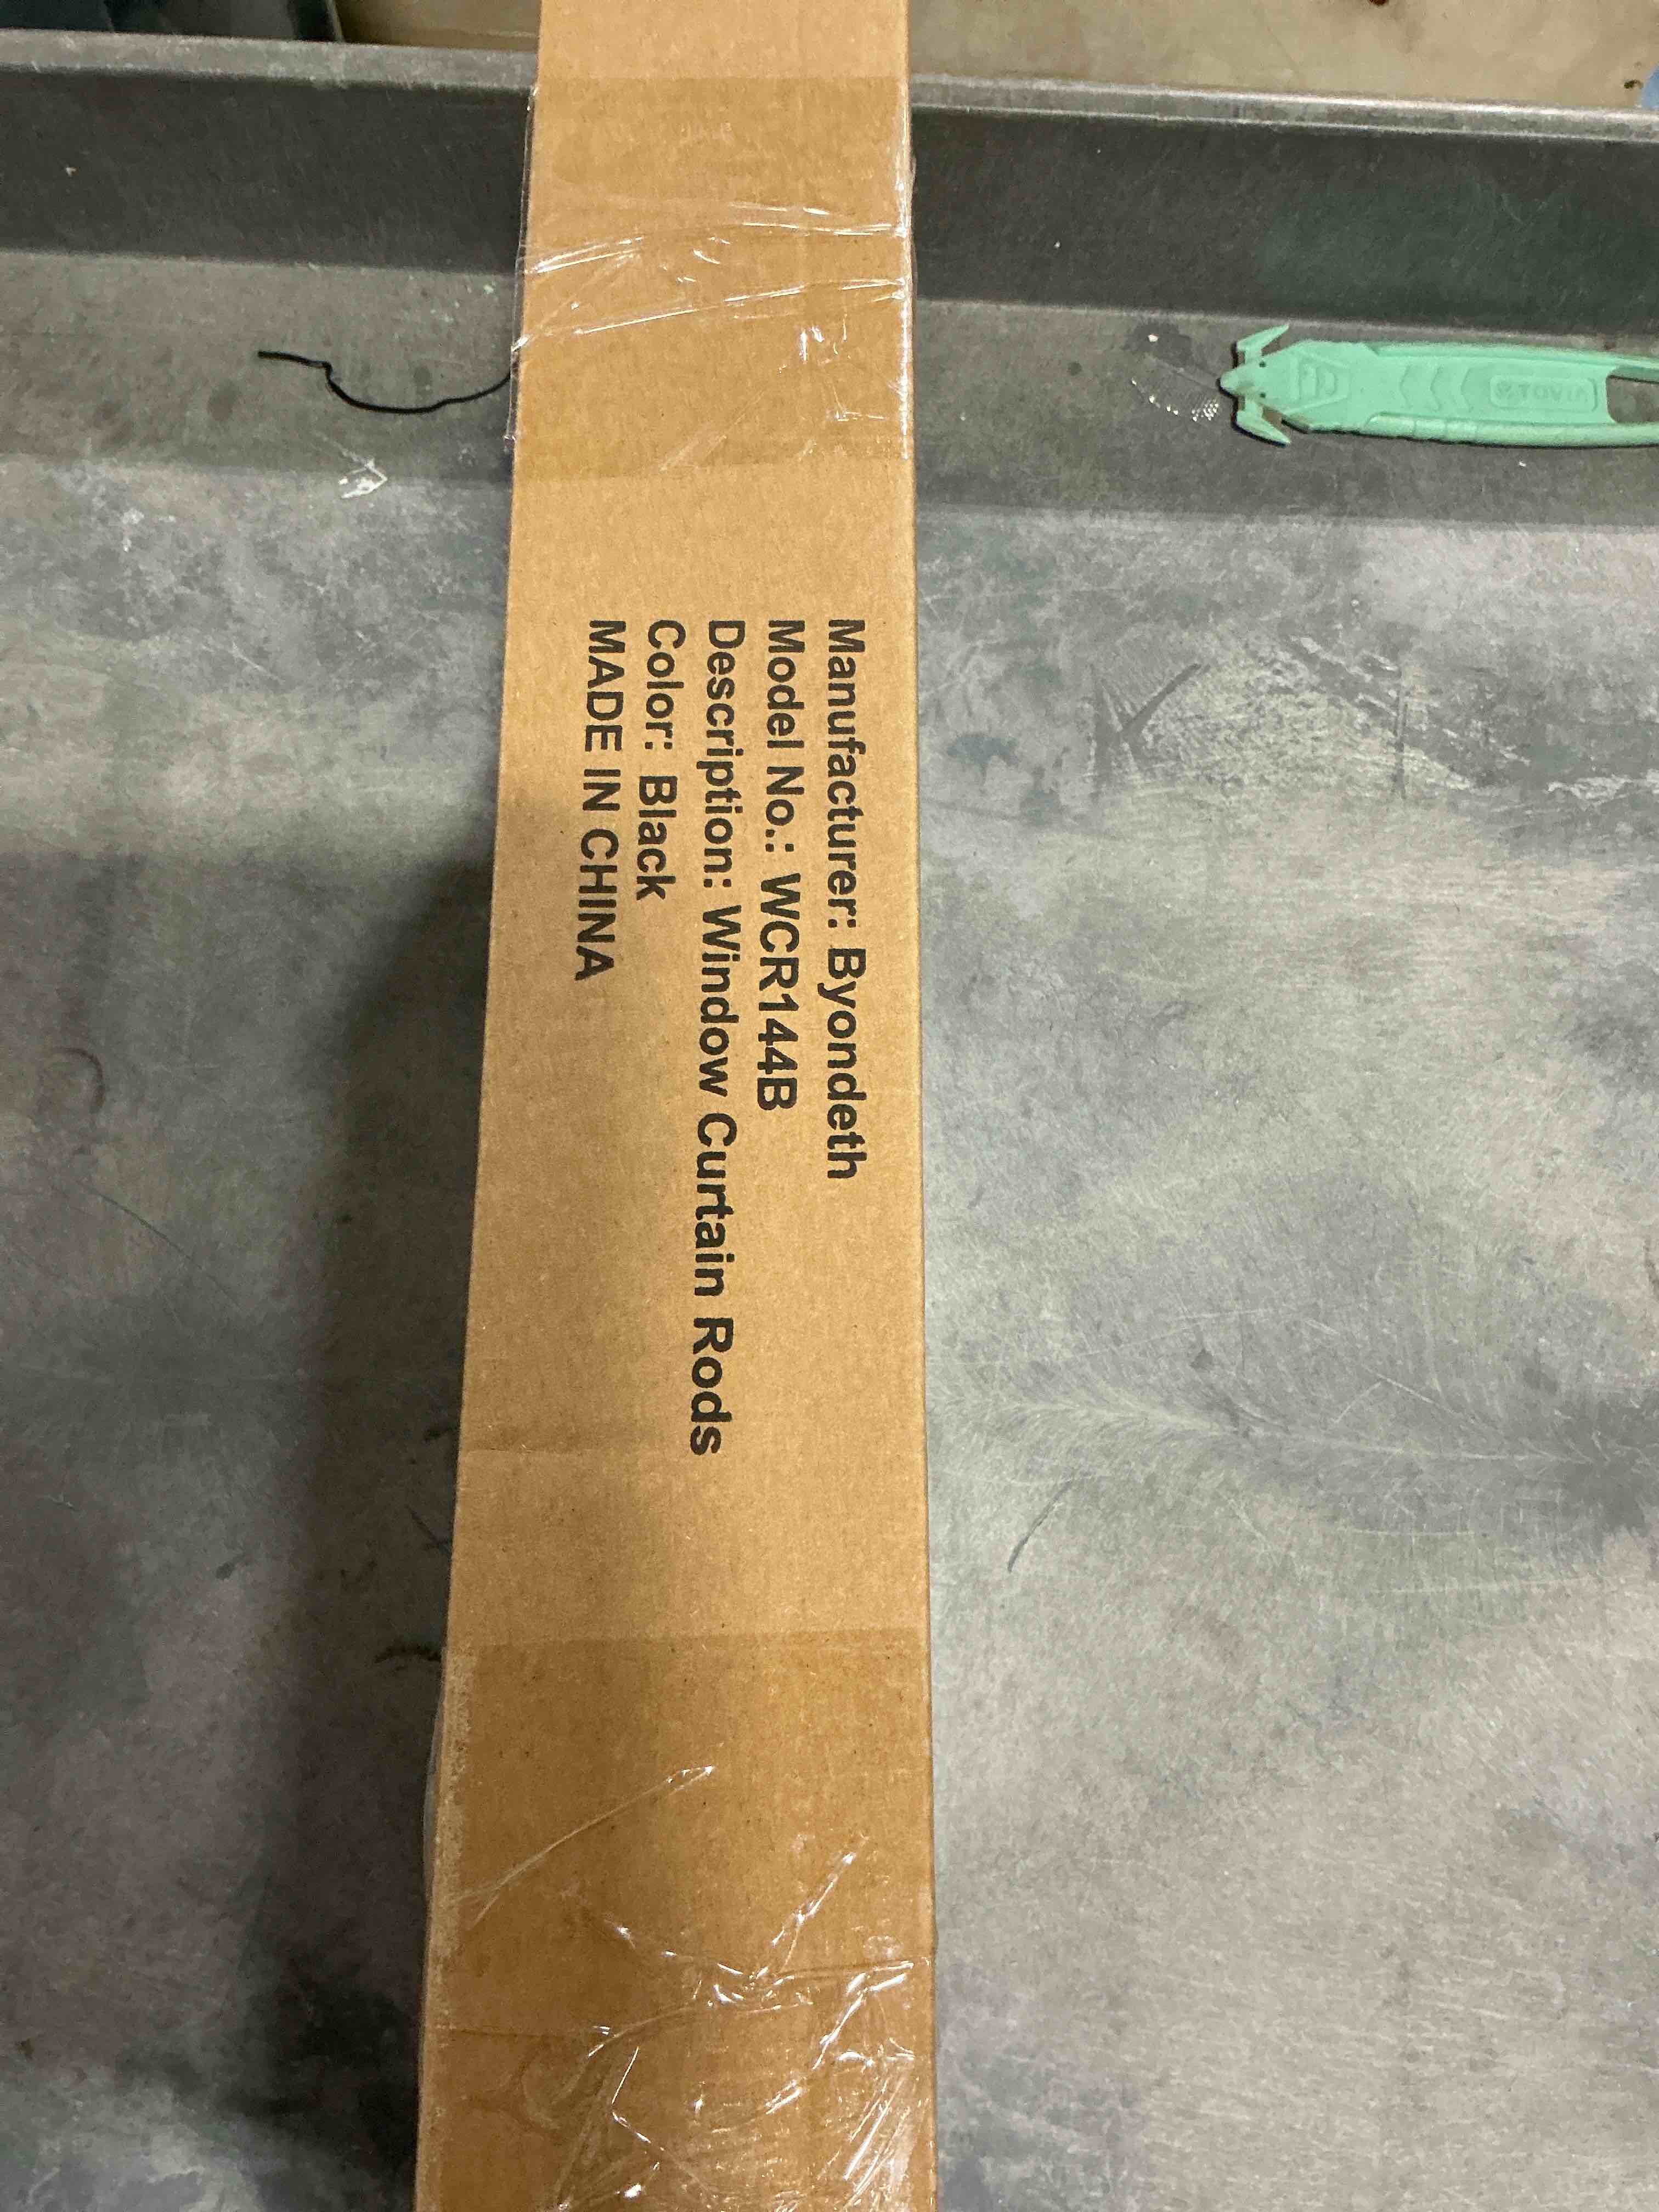 Manufacturer: Byondeth
Model No.: WCR144B
Description: Window Curtain Rods
Color: Black
MADE IN CHINA